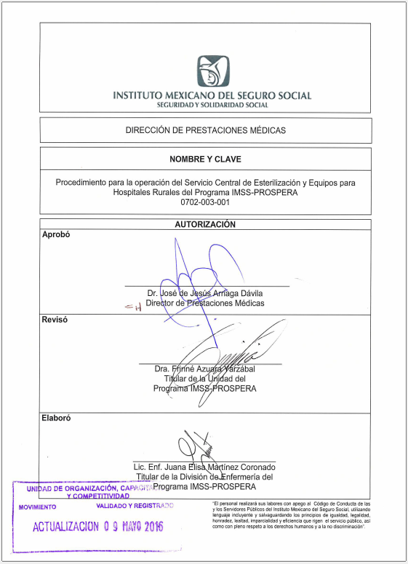 INSTITUTO MEXICANO DEL SEGURO SOCIAL
SEGURIDAD Y SOLIDARIDAD SOCIAL
DIRECCIÓN DE PRESTACIONES MÉDICAS
NOMBRE Y CLAVE
Procedimiento para la operación del Servicio Central de Esterilización y Equipos para
Hospitales Rurales del Programa IMSS-PROSPERA
0702-003-001
AUTORIZACIÓN
Aprobó
Dr. José de Jesús Arriaga Dávila
Director de Prestaciones Médicas
Revisó
Dra. Friné Azuara Yarzábal
Titular de la Unidad del
Programa IMSS-PROSPERA
Elaboró
Lic. Enf. Juana Elisa Martínez Coronado
Titular de la División de Enfermería del
Programa IMSS-PROSPERA
UNIDAD DE ORGANIZACIÓN, CAPACITA
Y COMPETITIVIDAD
MOVIMIENTO VALIDADO Y REGISTRADO
ACTUALIZACION 0 9 MAYO 2016
"El personal realizará sus labores con apego al Código de Conducta de las
y los Servidores Públicos del Instituto Mexicano del Seguro Social, utilizando
lenguaje incluyente y salvaguardando los principios de igualdad, legalidad,
honradez, lealtad, imparcialidad y eficiencia que rigen el servicio público, así
como con pleno respeto a los derechos humanos y a la no discriminación".